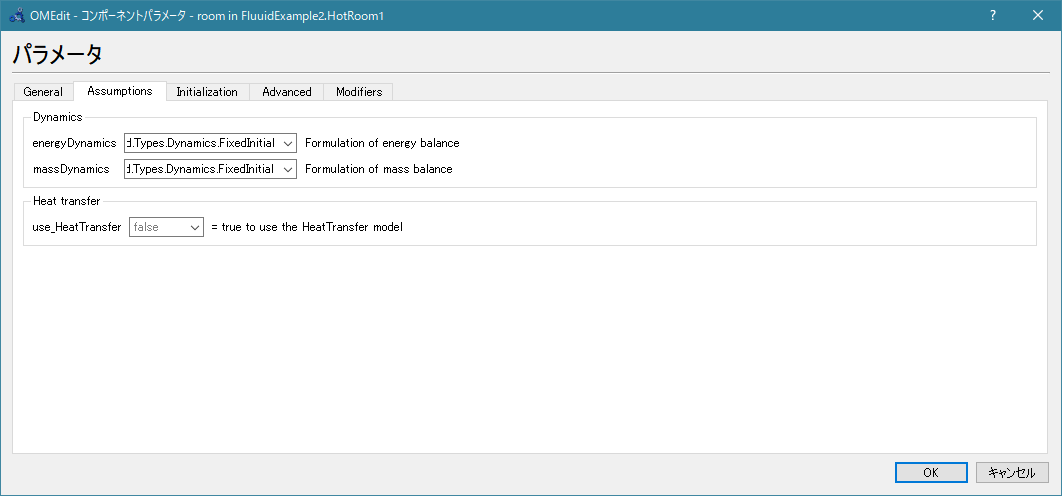 OMEdit - コンポーネントパラメータ - room in FluuidExample2.HotRoom1
パラメータ
General Assumptions Initialization Advanced Modifiers
Dynamics
energyDynamics d.Types.Dynamics.FixedInitial Formulation of energy balance
massDynamics d.Types.Dynamics.FixedInitial Formulation of mass balance
Heat transfer
use_HeatTransfer false = true to use the HeatTransfer model
OK キャンセル